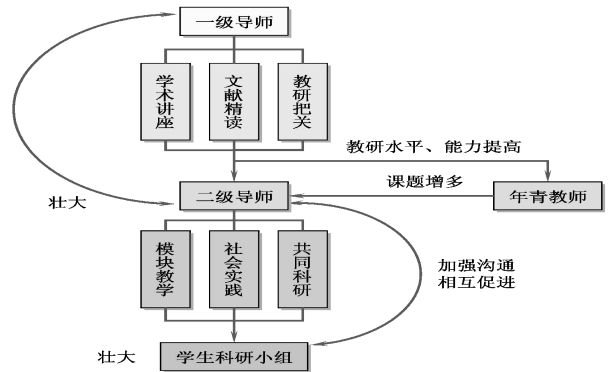 一级导师
学术讲座
文献精读
教研把关
教研水平、能力提高
课题增多
二级导师
年青教师
壮大
模块教学
社会实践
共同科研
加强沟通
相互促进
壮大
学生科研小组